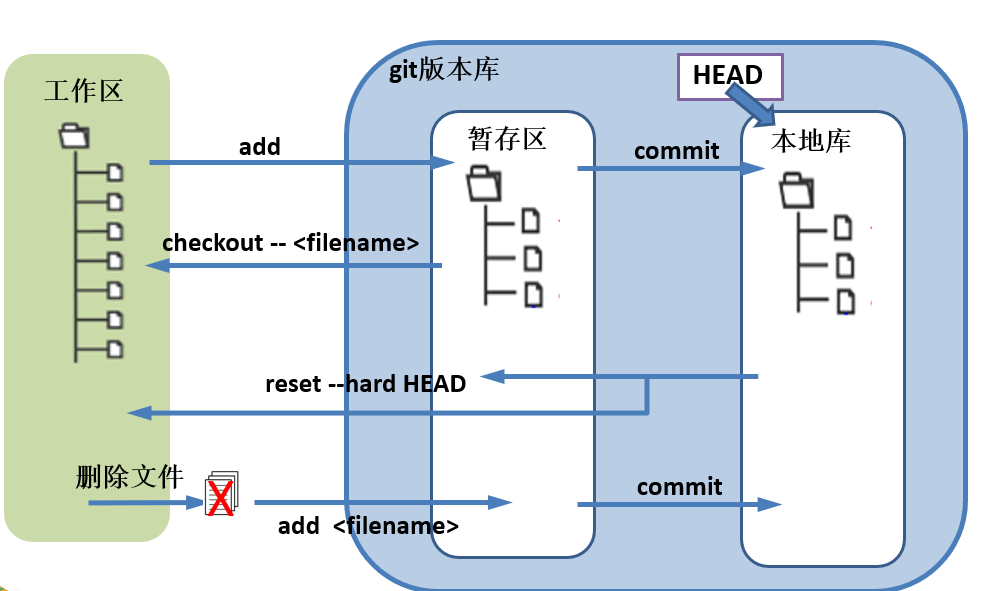 git版本库
HEAD
工作区
暂存区
本地库
add
commit
checkout -- <filename>
reset --hard HEAD
删除文件
commit
add <filename>